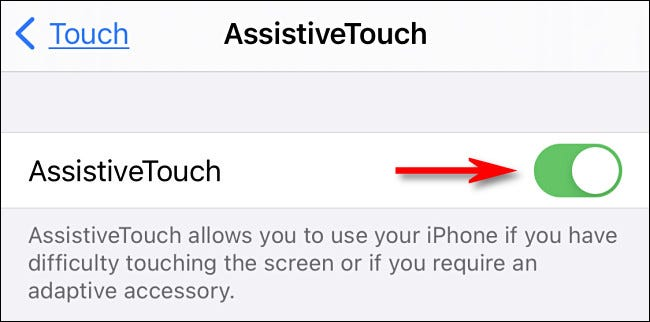 Touch
AssistiveTouch
AssistiveTouch
AssistiveTouch allows you to use your iPhone if you have
difficulty touching the screen or if you require an
adaptive accessory.